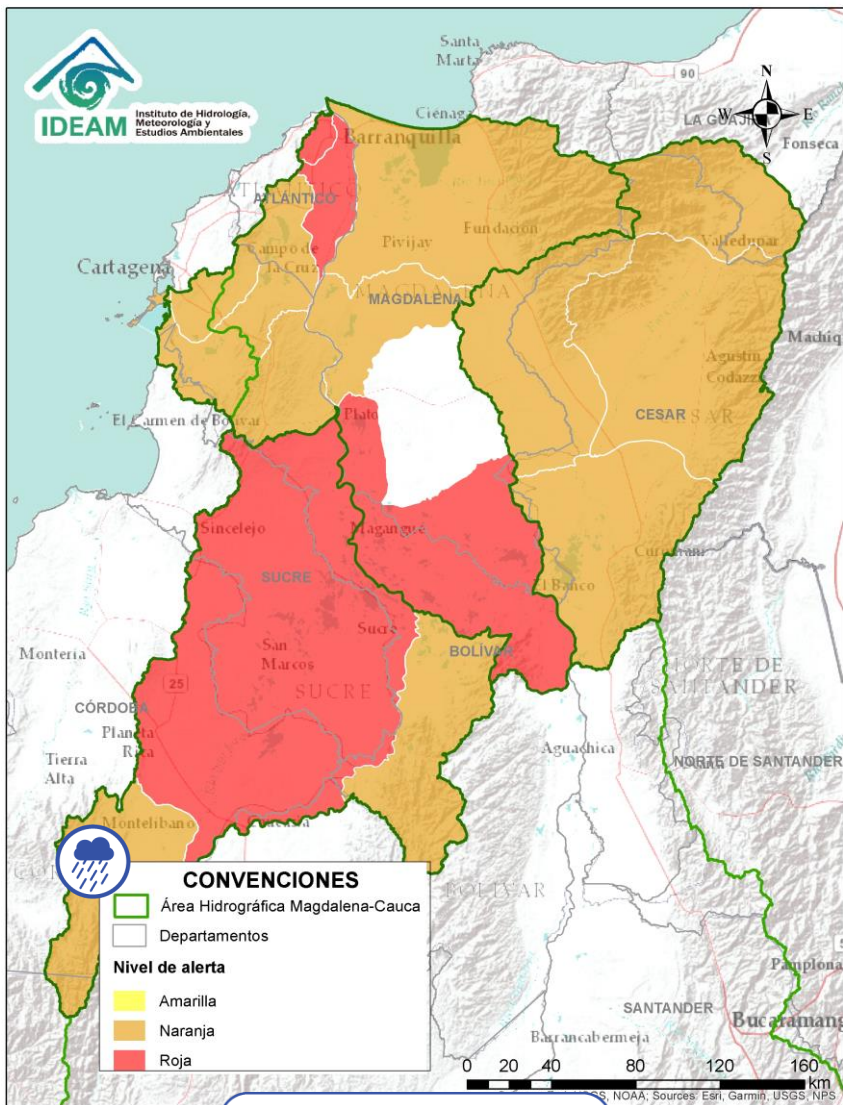 IDEAM
Instituto de Hidrología,
Meteorología y
Estudios Ambientales
Santa
Marta
90
N
W
E
S
LA GUAJIRA
Fonseca
Ciénaga
Barranquilla
ATLÁNTICO
Cartagena
Campo de
la Cruz
Pivijay
Fundación
Valledupar
MAGDALENA
Agustín
Codazzi
CESAR
El Carmen de Bolívar
Plato
Sincelejo
Magangué
Curumaní
El Banco
SUCRE
Sucre
San
Marcos
SUCRE
BOLÍVAR
Montería
25
CÓRDOBA
Planeta
Rica
Tierra
Alta
NORTE DE
SANTANDER
Aguachica
NORTE DE SANTANDER
Montelibano
BOLÍVAR
CONVENCIONES
Área Hidrográfica Magdalena-Cauca
Departamentos
Nivel de alerta
Amarilla
Naranja
Roja
Pamplona
SANTANDER
Bucaramang
Barrancabermeja
0 20 40 80 120 160
km
USGS, NOAA; Sources: Esri, Garmin, USGS, NPS